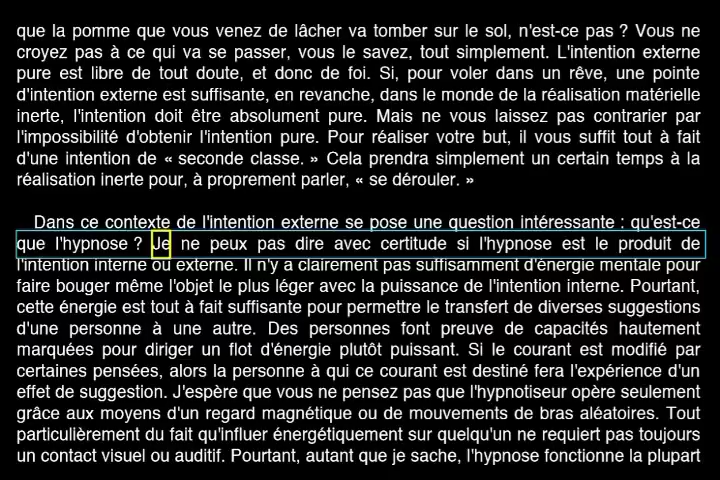 que la pomme que vous venez de lâcher va tomber sur le sol, n'est-ce pas ? Vous ne
croyez pas à ce qui va se passer, vous le savez, tout simplement. L'intention externe
pure est libre de tout doute, et donc de foi. Si, pour voler dans un rêve, une pointe
d'intention externe est suffisante, en revanche, dans le monde de la réalisation matérielle
inerte, l'intention doit être absolument pure. Mais ne vous laissez pas contrarier par
l'impossibilité d'obtenir l'intention pure. Pour réaliser votre but, il vous suffit tout à fait
d'une intention de « seconde classe. » Cela prendra simplement un certain temps à la
réalisation inerte pour, à proprement parler, « se dérouler. »
Dans ce contexte de l'intention externe se pose une question intéressante : qu'est-ce
que l'hypnose ? Je ne peux pas dire avec certitude si l'hypnose est le produit de
l'intention interne ou externe. Il n'y a clairement pas suffisamment d'énergie mentale pour
faire bouger même l'objet le plus léger avec la puissance de l'intention interne. Pourtant,
cette énergie est tout à fait suffisante pour permettre le transfert de diverses suggestions
d'une personne à une autre. Des personnes font preuve de capacités hautement
marquées pour diriger un flot d'énergie plutôt puissant. Si le courant est modifié par
certaines pensées, alors la personne à qui ce courant est destiné fera l'expérience d'un
effet de suggestion. J'espère que vous ne pensez pas que l'hypnotiseur opère seulement
grâce aux moyens d'un regard magnétique ou de mouvements de bras aléatoires. Tout
particulièrement du fait qu'influer énergétiquement sur quelqu'un ne requiert pas toujours
un contact visuel ou auditif. Pourtant, autant que je sache, l'hypnose fonctionne la plupart